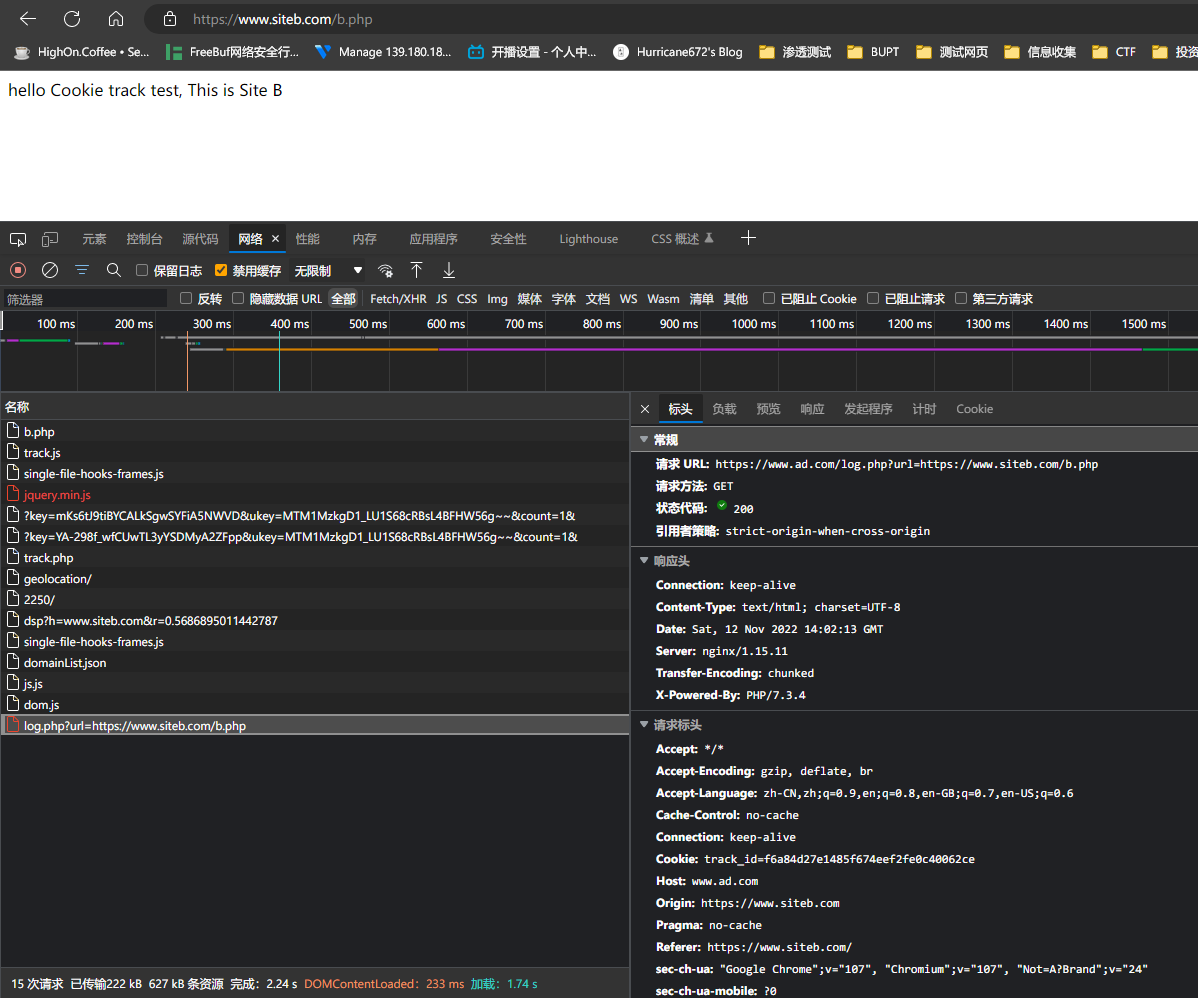 https://www.siteb.com/b.php
HighOn.Coffee • Se... FreeBuf网络安全行... Manage 139.180.18... 开播设置 - 个人中... Hurricane672's Blog 渗透测试 BUPT 测试网页 信息收集 CTF 投资
hello Cookie track test, This is Site B
元素 控制台 源代码 网络 × 性能 内存 应用程序 安全性 Lighthouse CSS 概述
保留日志 禁用缓存 无限制
筛选器 反转 隐藏数据 URL 全部 Fetch/XHR JS CSS Img 媒体 字体 文档 WS Wasm 清单 其他 已阻止 Cookie 已阻止请求 第三方请求
100 ms 200 ms 300 ms 400 ms 500 ms 600 ms 700 ms 800 ms 900 ms 1000 ms 1100 ms 1200 ms 1300 ms 1400 ms 1500 ms
名称
b.php
track.js
single-file-hooks-frames.js
jquery.min.js
?key=mKs6tJ9tiBYCALkSgwSYFiA5NWVD&ukey=MTM1MzkgD1_LU1S68cRBsL4BFHW56g~~&count=1&
?key=YA-298f_wfCUwTL3yYSDMyA2ZFpp&ukey=MTM1MzkgD1_LU1S68cRBsL4BFHW56g~~&count=1&
track.php
geolocation/
2250/
dsp?h=www.siteb.com&r=0.5686895011442787
single-file-hooks-frames.js
domainList.json
js.js
dom.js
log.php?url=https://www.siteb.com/b.php
15 次请求 已传输222 kB 627 kB 条资源 完成：2.24 s DOMContentLoaded：233 ms 加载：1.74 s
× 标头 负载 预览 响应 发起程序 计时 Cookie
常规
请求 URL: https://www.ad.com/log.php?url=https://www.siteb.com/b.php
请求方法: GET
状态代码: 200
引用者策略: strict-origin-when-cross-origin
响应头
Connection: keep-alive
Content-Type: text/html; charset=UTF-8
Date: Sat, 12 Nov 2022 14:02:13 GMT
Server: nginx/1.15.11
Transfer-Encoding: chunked
X-Powered-By: PHP/7.3.4
请求标头
Accept: */*
Accept-Encoding: gzip, deflate, br
Accept-Language: zh-CN,zh;q=0.9,en;q=0.8,en-GB;q=0.7,en-US;q=0.6
Cache-Control: no-cache
Connection: keep-alive
Cookie: track_id=f6a84d27e1485f674eef2fe0c40062ce
Host: www.ad.com
Origin: https://www.siteb.com
Pragma: no-cache
Referer: https://www.siteb.com/
sec-ch-ua: "Google Chrome";v="107", "Chromium";v="107", "Not=A?Brand";v="24"
sec-ch-ua-mobile: ?0